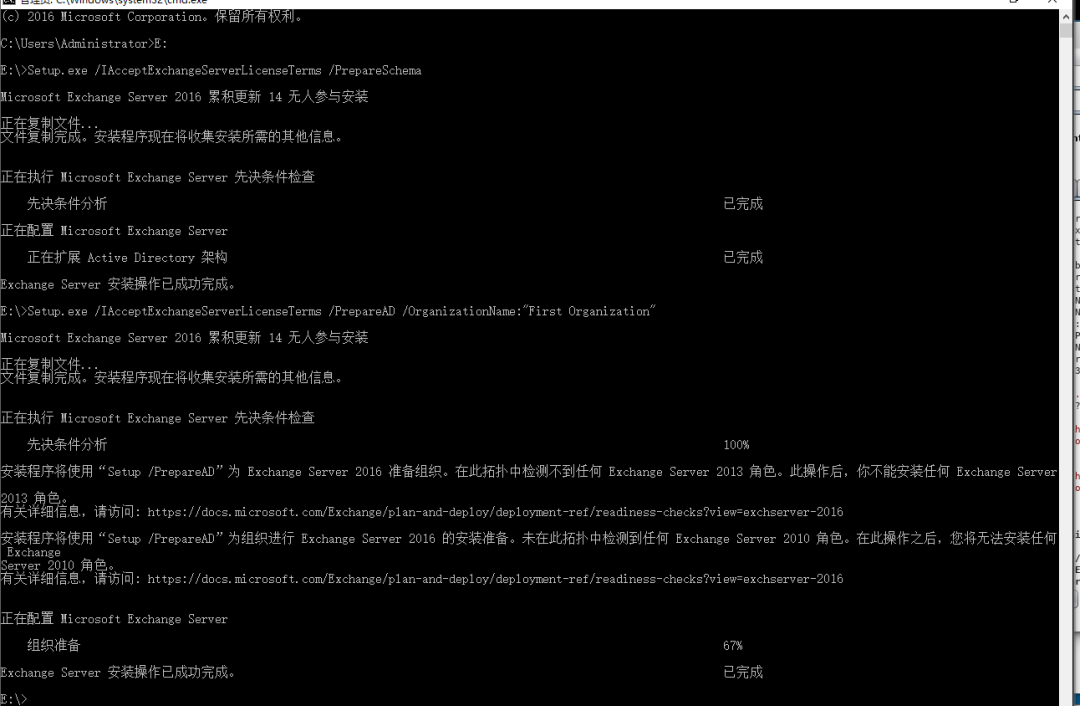 管理员: C:\Windows\system32\cmd.exe
(c) 2016 Microsoft Corporation。保留所有权利。
C:\Users\Administrator>E:
E:\>Setup.exe /IAcceptExchangeServerLicenseTerms /PrepareSchema
Microsoft Exchange Server 2016 累积更新 14 无人参与安装
正在复制文件...
文件复制完成。安装程序现在将收集安装所需的其他信息。
正在执行 Microsoft Exchange Server 先决条件检查
先决条件分析 已完成
正在配置 Microsoft Exchange Server
正在扩展 Active Directory 架构 已完成
Exchange Server 安装操作已成功完成。
E:\>Setup.exe /IAcceptExchangeServerLicenseTerms /PrepareAD /OrganizationName:"First Organization"
Microsoft Exchange Server 2016 累积更新 14 无人参与安装
正在复制文件...
文件复制完成。安装程序现在将收集安装所需的其他信息。
正在执行 Microsoft Exchange Server 先决条件检查
先决条件分析 100%
安装程序将使用“Setup /PrepareAD”为 Exchange Server 2016 准备组织。在此拓扑中检测不到任何 Exchange Server 2013 角色。此操作后，你不能安装任何 Exchange Server
2013 角色。
有关详细信息，请访问: https://docs.microsoft.com/Exchange/plan-and-deploy/deployment-ref/readiness-checks?view=exchserver-2016
安装程序将使用“Setup /PrepareAD”为组织进行 Exchange Server 2016 的安装准备。未在此拓扑中检测到任何 Exchange Server 2010 角色。在此操作之后，您将无法安装任何
Exchange
Server 2010 角色。
有关详细信息，请访问: https://docs.microsoft.com/Exchange/plan-and-deploy/deployment-ref/readiness-checks?view=exchserver-2016
正在配置 Microsoft Exchange Server
组织准备 67%
Exchange Server 安装操作已成功完成。 已完成
E:\>